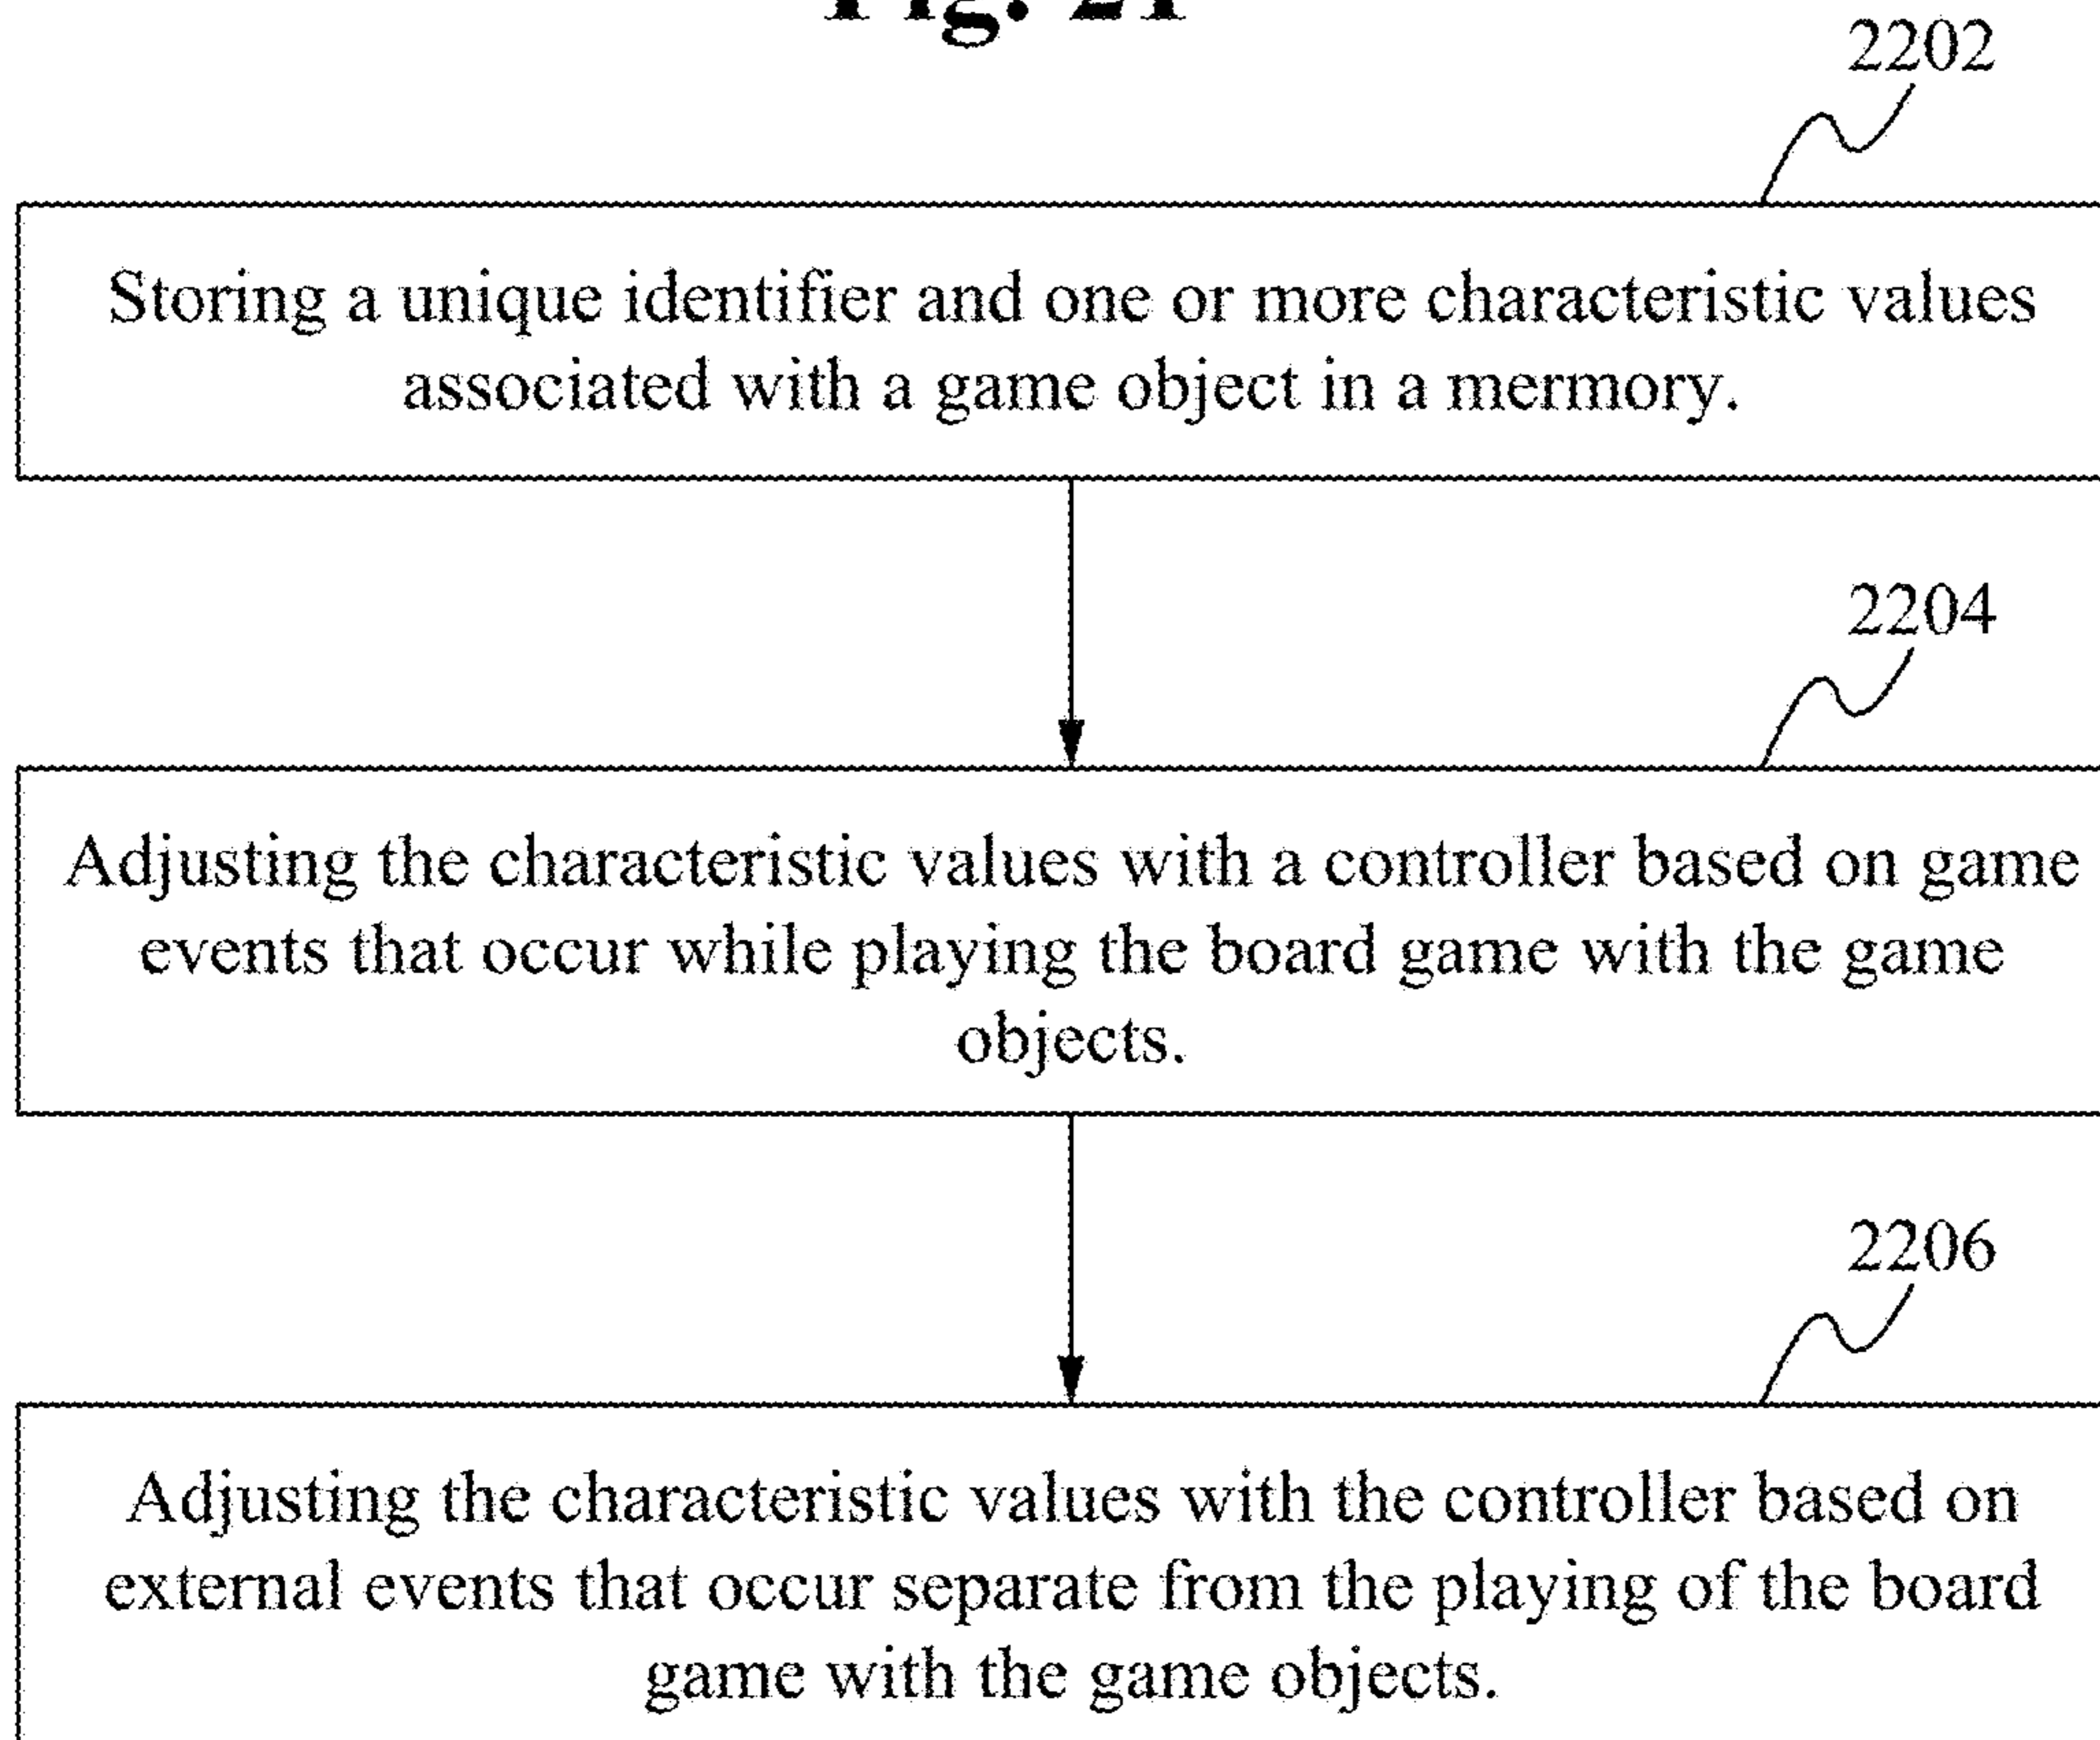 Fig. 21
2202
Storing a unique identifier and one or more characteristic values
associated with a game object in a mermory.
2204
Adjusting the characteristic values with a controller based on game
events that occur while playing the board game with the game
objects.
2206
Adjusting the characteristic values with the controller based on
external events that occur separate from the playing of the board
game with the game objects.